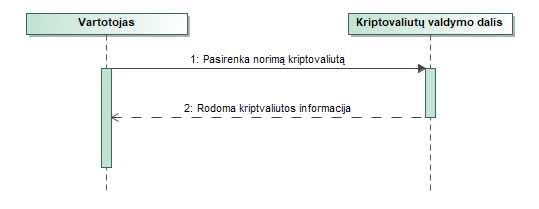 Vartotojas
Kriptovaliutų valdymo dalis
1: Pasirenka norimą kriptovaliutą
2: Rodoma kriptvaliutos informacija